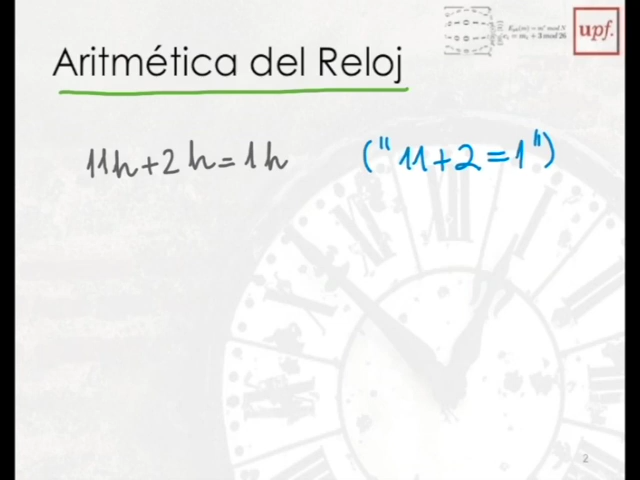 upf.
Aritmética del Reloj
11h+2h=1h ("11+2=1")
2